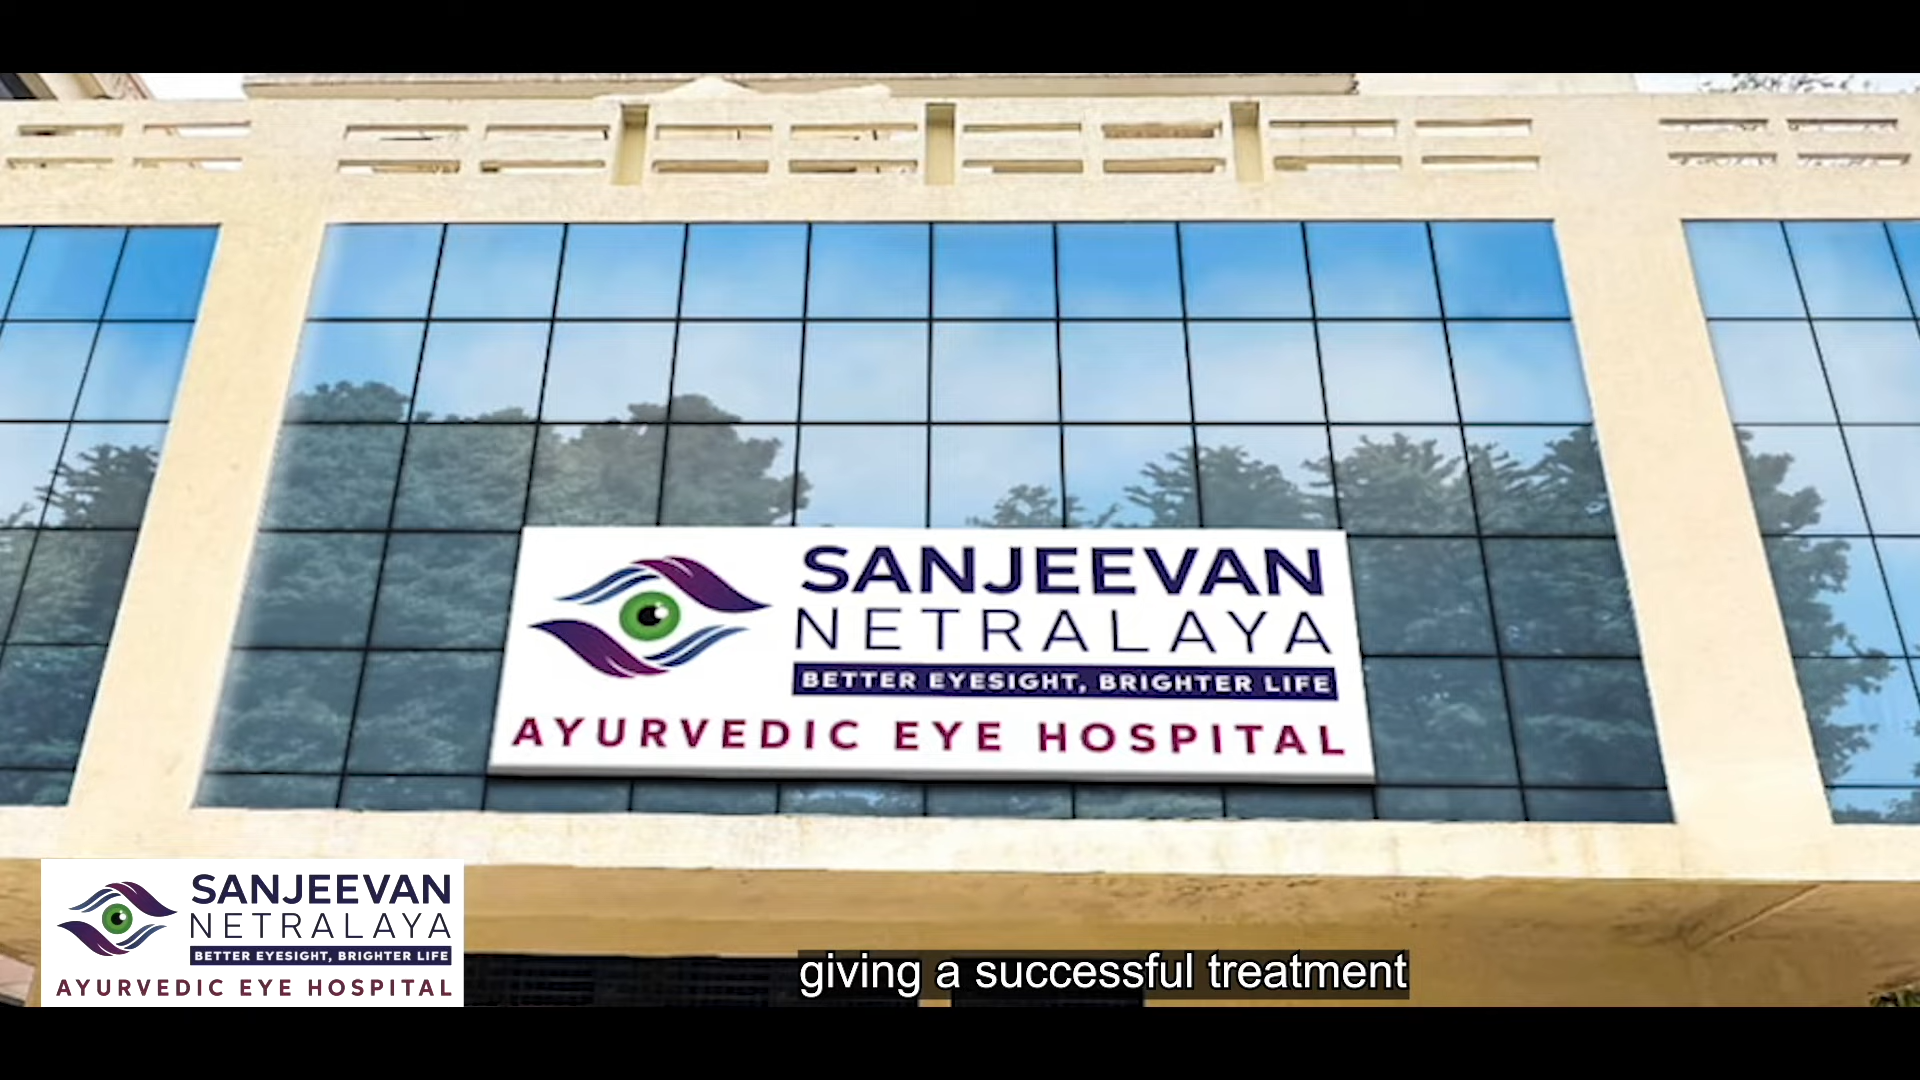 SANJEEVAN
NETRALAYA
BETTER EYESIGHT, BRIGHTER LIFE
AYURVEDIC EYE HOSPITAL
SANJEEVAN
NETRALAYA
BETTER EYESIGHT, BRIGHTER LIFE
AYURVEDIC EYE HOSPITAL
giving a successful treatment